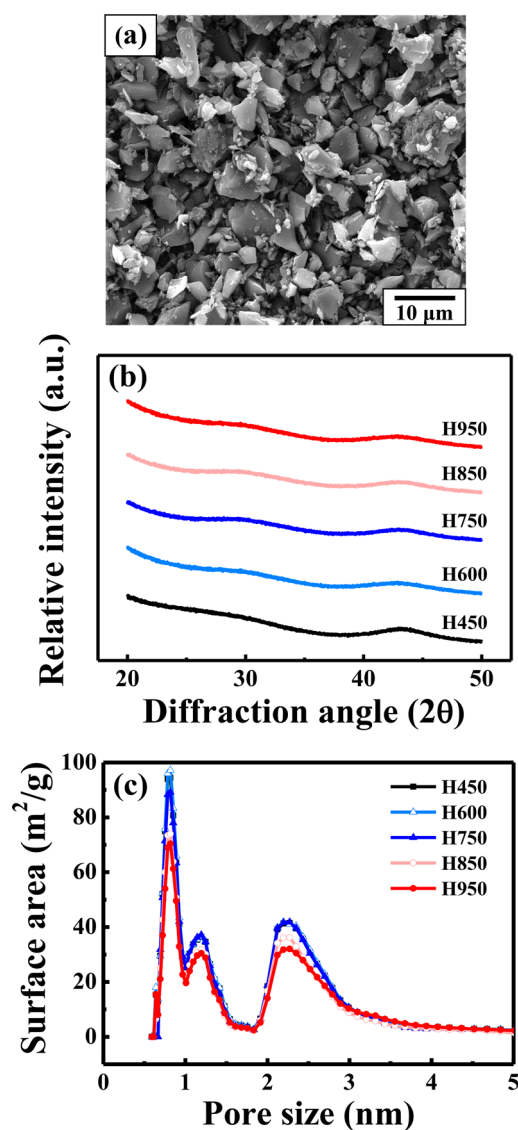 (a)
10 μm
(b)
Relative intensity (a.u.)
H950
H850
H750
H600
H450
20 30 40 50
Diffraction angle (2θ)
(c)
Surface area (m²/g)
100
80
60
40
20
0
H450
H600
H750
H850
H950
0 1 2 3 4 5
Pore size (nm)